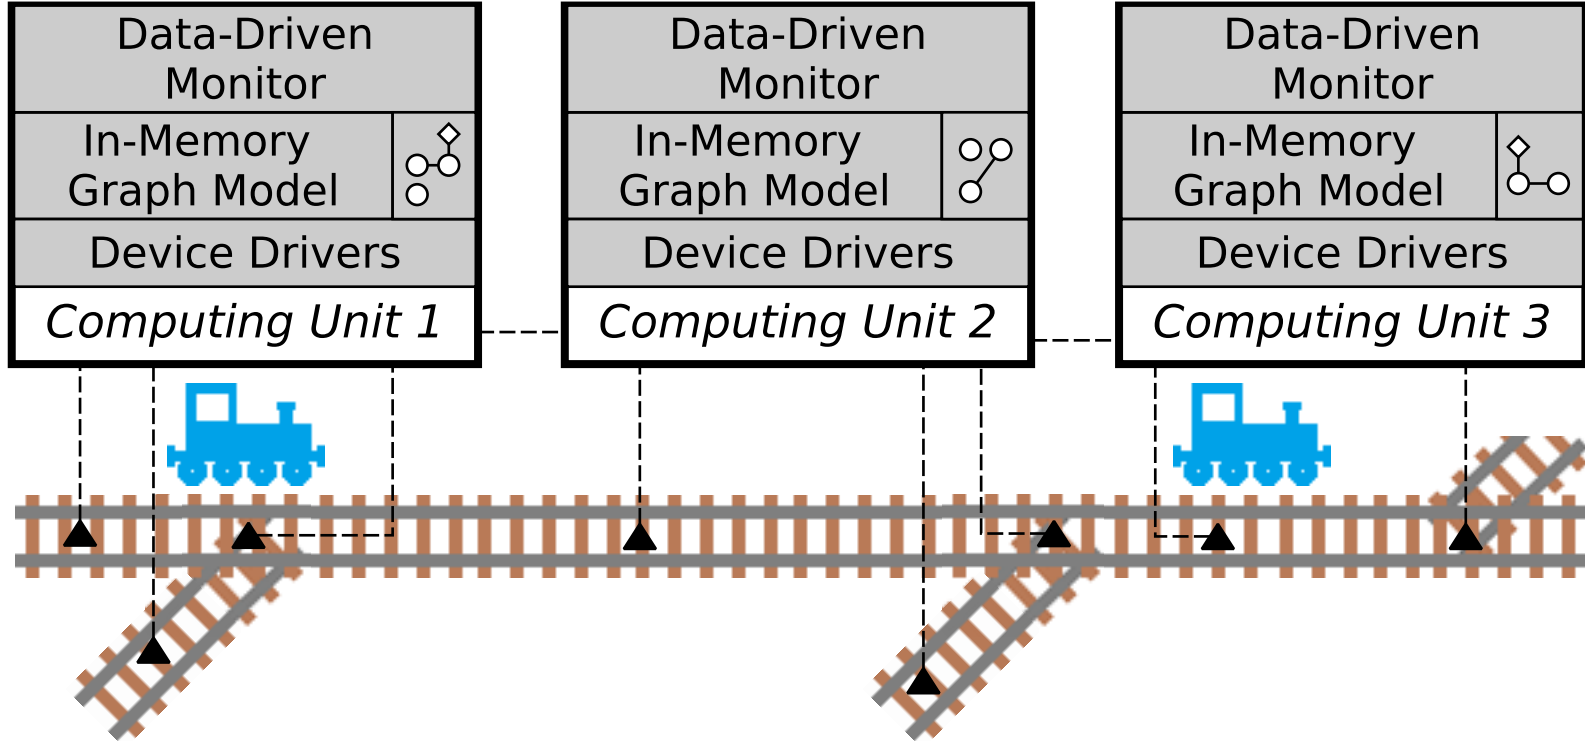 Data-Driven
Monitor
In-Memory
Graph Model
Device Drivers
Computing Unit 1
Data-Driven
Monitor
In-Memory
Graph Model
Device Drivers
Computing Unit 2
Data-Driven
Monitor
In-Memory
Graph Model
Device Drivers
Computing Unit 3